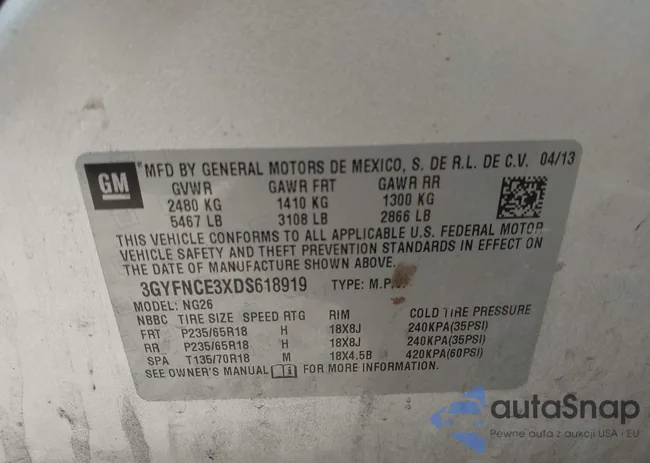 GM
® MFD BY GENERAL MOTORS DE MEXICO, S. DE R.L. DE C.V. 04/13
GVWR GAWR FRT GAWR RR
2480 KG 1410 KG 1300 KG
5467 LB 3108 LB 2866 LB
THIS VEHICLE CONFORMS TO ALL APPLICABLE U.S. FEDERAL MOTOR
VEHICLE SAFETY AND THEFT PREVENTION STANDARDS IN EFFECT ON
THE DATE OF MANUFACTURE SHOWN ABOVE.
3GYFNCE3XDS618919 TYPE: M.P.
MODEL: NG26
NBBC TIRE SIZE SPEED RTG RIM COLD TIRE PRESSURE
FRT P235/65R18 H 18X8J 240KPA(35PSI)
RR P235/65R18 H 18X8J 240KPA(35PSI)
SPA T135/70R18 M 18X4.5B 420KPA(60PSI)
SEE OWNER'S MANUAL FOR MORE INFORMATION.
autaSnap
Pewne auta z aukcji USA i EU